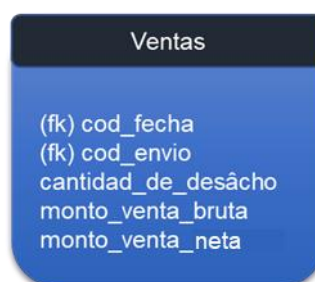 Ventas
(fk) cod_fecha
(fk) cod_envio
cantidad_de_desâcho
monto_venta_bruta
monto_venta_neta